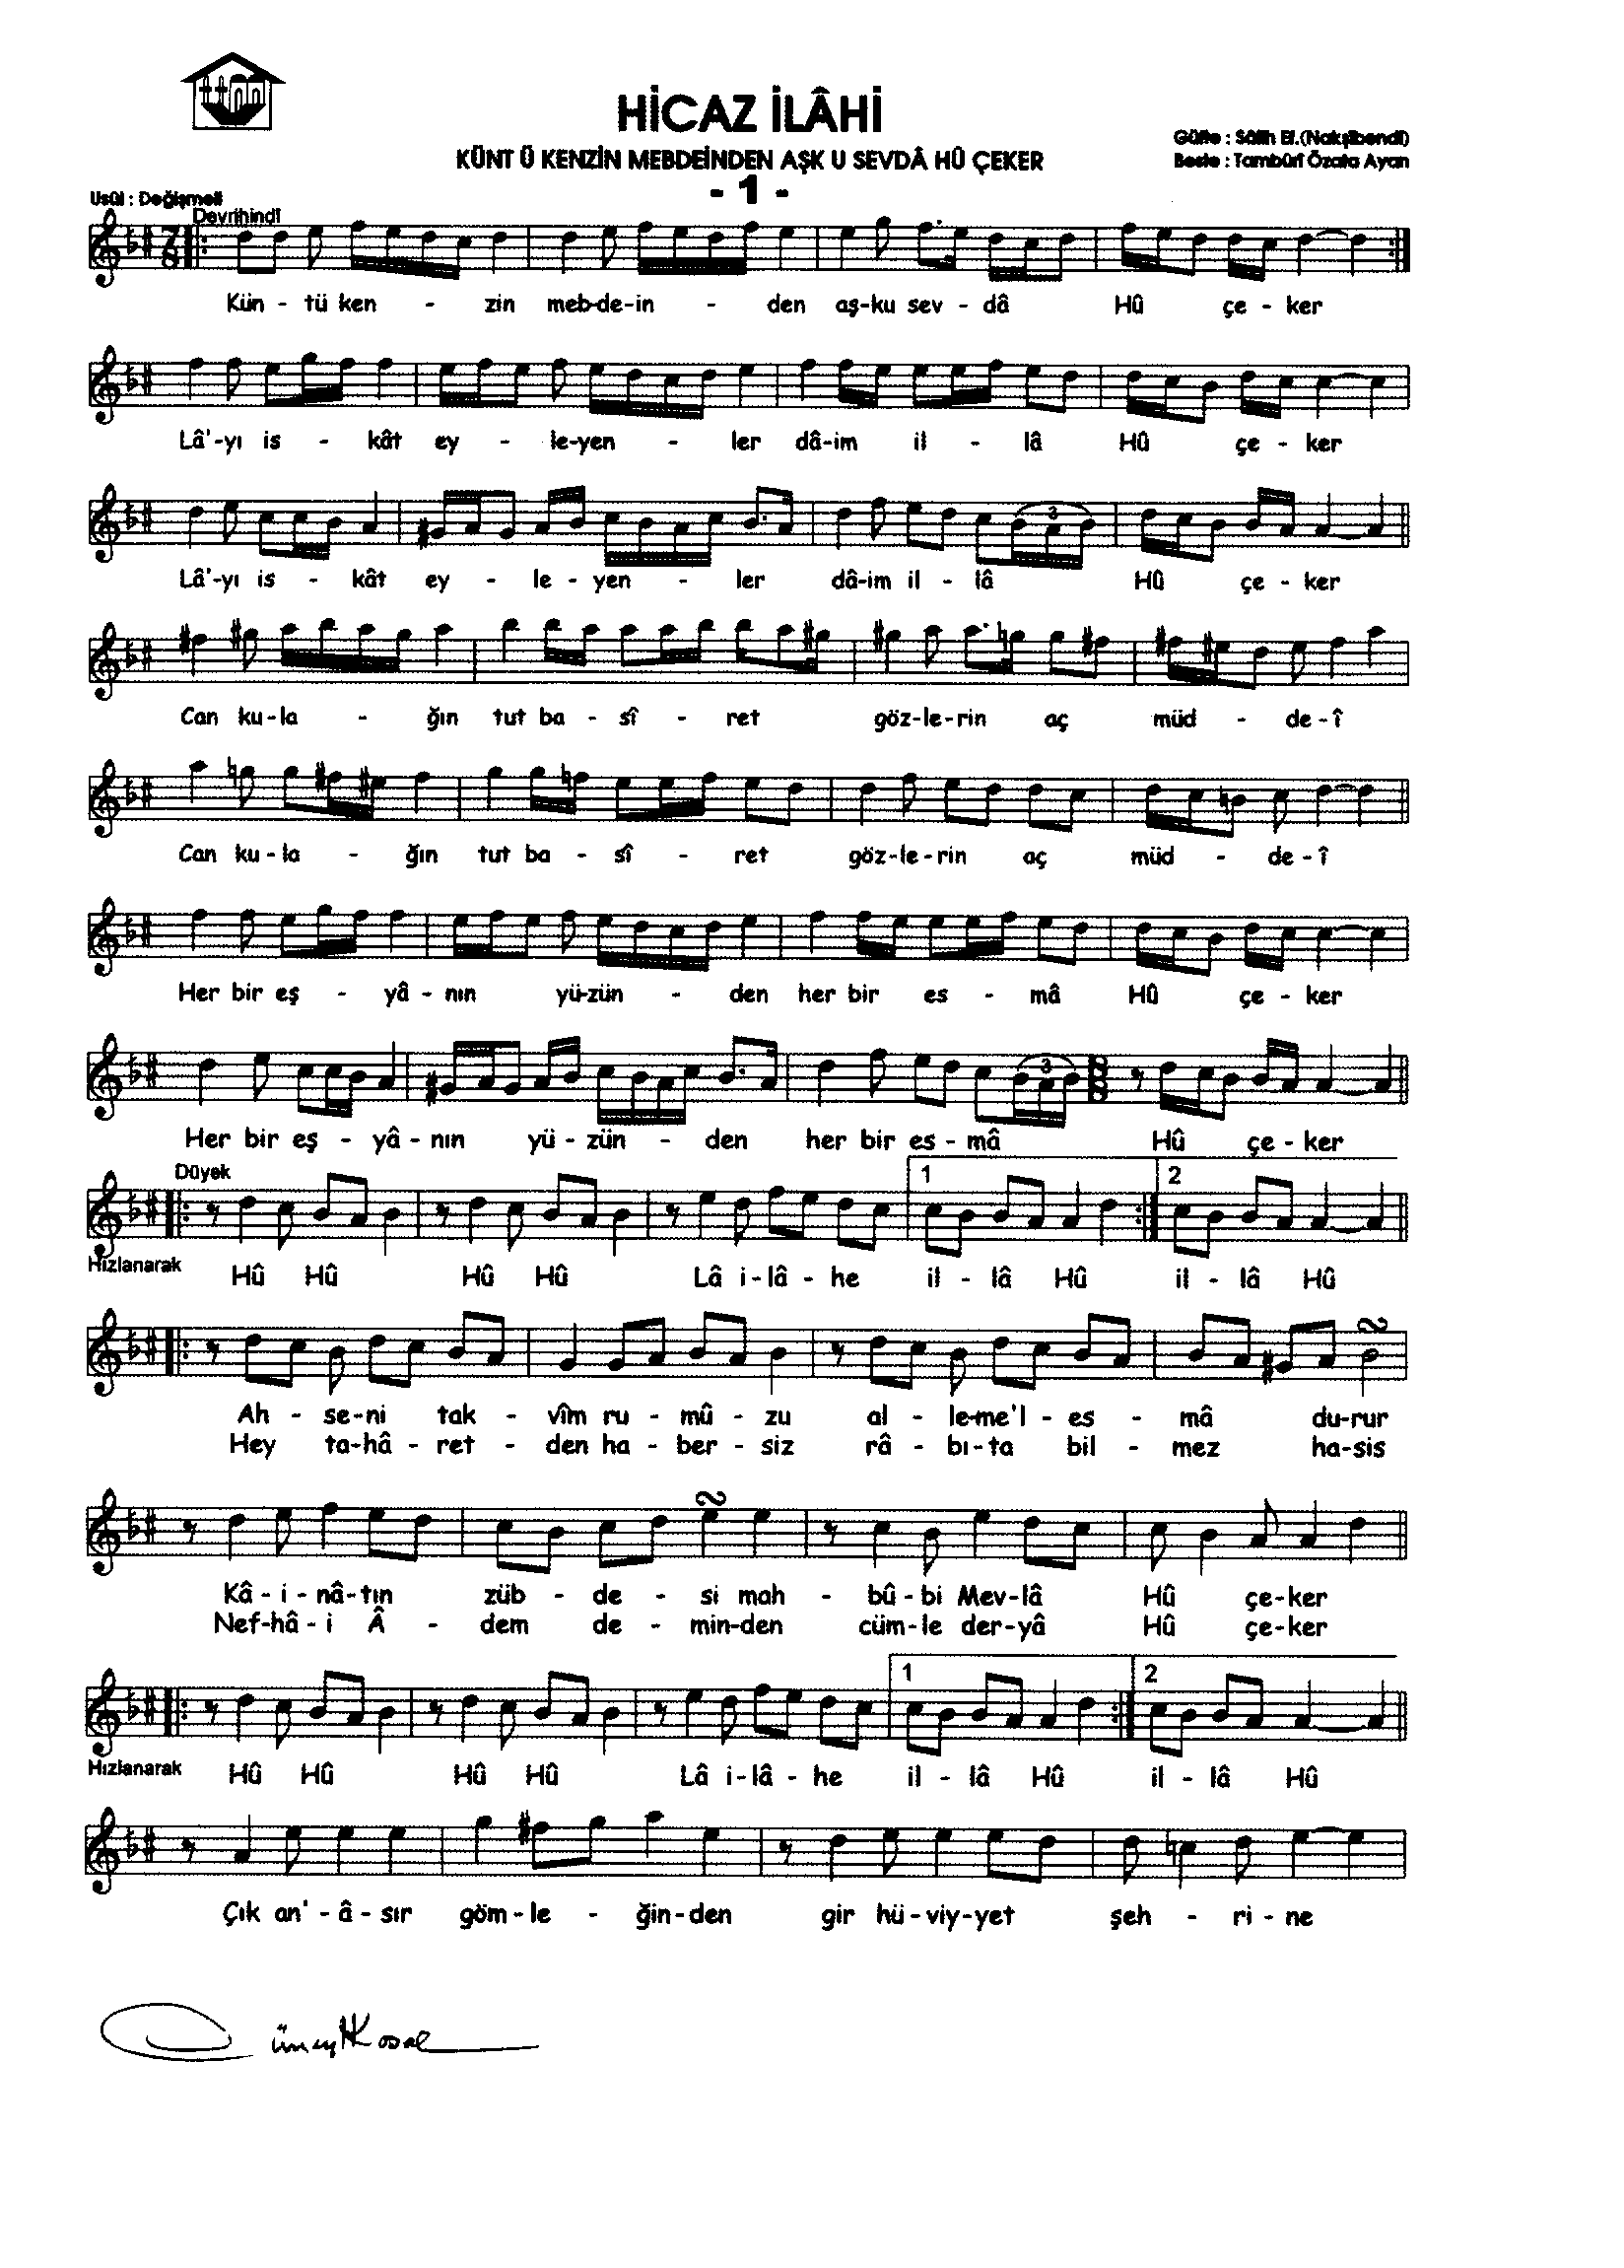 HİCAZ İLÂHİ
KÜNT Ü KENZİN MEBDEİNDEN AŞK U SEVDÂ HÛ ÇEKER
- 1 -
Güfte : Sâlih Ef.(Nakşibendî)
Beste : Tambûrî Özata Ayan
Usûl : Değişmeli
Devrihindî
7
8
Kün - tü ken - zin meb-de-in - den aş-ku sev - dâ Hû çe - ker
Lâ'-yı is - kât ey - le-yen - ler dâ-im il - lâ Hû çe - ker
3
Lâ'-yı is - kât ey - le - yen - ler dâ-im il - lâ Hû çe - ker
Can ku-la - ğın tut ba - sî - ret göz-le-rin aç müd - de-î
Can ku-la - ğın tut ba - sî - ret göz-le-rin aç müd - de-î
Her bir eş - yâ - nın yü-zün - den her bir es - mâ Hû çe - ker
3
8
8
Her bir eş - yâ - nın yü - zün - den her bir es-mâ Hû çe - ker
Düyek
1 2
Hızlanarak
Hû Hû Hû Hû Lâ i-lâ-he il - lâ Hû il - lâ Hû
Ah - se-ni tak - vîm ru - mû - zu al - le-me'l-es - mâ du-rur
Hey ta-hâ - ret - den ha - ber - siz râ - bı-ta bil - mez ha-sis
Kâ - i - nâ-tın züb - de - si mah - bû-bi Mev-lâ Hû çe-ker
Nef-hâ - i Â - dem de - min-den cüm-le der-yâ Hû çe-ker
1 2
Hızlanarak
Hû Hû Hû Hû Lâ i-lâ-he il - lâ Hû il - lâ Hû
Çık an'-â-sır göm-le - ğin-den gir hü-viy-yet şeh - ri - ne